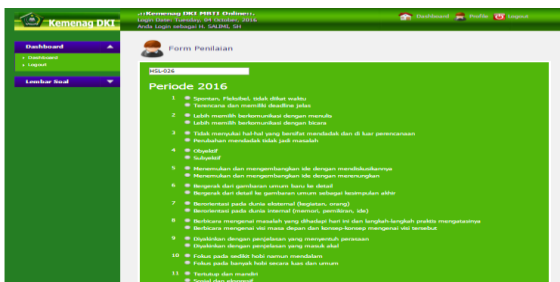 Kemenag DKI
..::Kemenag DKI MBTI Online::..
Login Date: Tuesday, 04 October, 2016
Anda Login sebagai H. SALIMI, SH
Dashboard Profile Logout
Dashboard
Dashboard
Logout
Lembar Soal
Form Penilaian
HSL-026
Periode 2016
1 Spontan, Fleksibel, tidak diikat waktu
Terencana dan memiliki deadline jelas
2 Lebih memilih berkomunikasi dengan menulis
Lebih memilih berkomunikasi dengan bicara
3 Tidak menyukai hal-hal yang bersifat mendadak dan di luar perencanaan
Perubahan mendadak tidak jadi masalah
4 Obyektif
Subyektif
5 Menemukan dan mengembangkan ide dengan mendiskusikannya
Menemukan dan mengembangkan ide dengan merenungkan
6 Bergerak dari gambaran umum baru ke detail
Bergerak dari detail ke gambaran umum sebagai kesimpulan akhir
7 Berorientasi pada dunia eksternal (kegiatan, orang)
Berorientasi pada dunia internal (memori, pemikiran, ide)
8 Berbicara mengenai masalah yang dihadapi hari ini dan langkah-langkah praktis mengatasinya
Berbicara mengenai visi masa depan dan konsep-konsep mengenai visi tersebut
9 Diyakinkan dengan penjelasan yang menyentuh perasaan
Diyakinkan dengan penjelasan yang masuk akal
10 Fokus pada sedikit hobi namun mendalam
Fokus pada banyak hobi secara luas dan umum
11 Tertutup dan mandiri
Sosial dan ekspresif